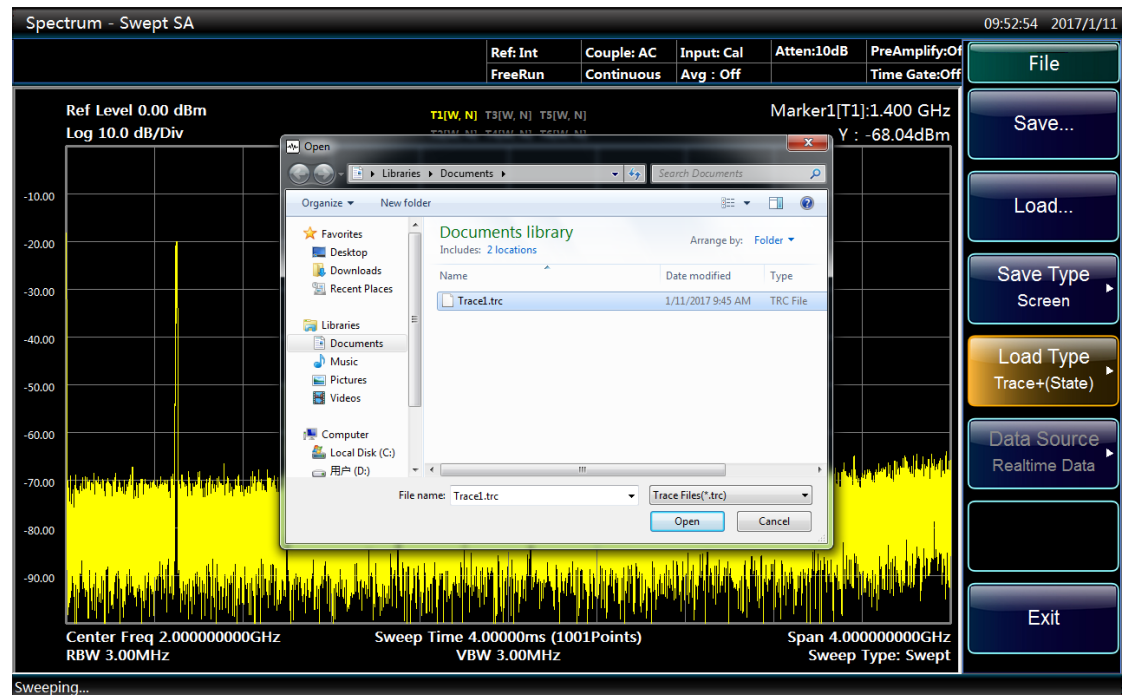 Spectrum - Swept SA
09:52:54 2017/1/11
Ref: Int Couple: AC Input: Cal Atten:10dB PreAmplify:Of
FreeRun Continuous Avg : Off Time Gate:Off
Ref Level 0.00 dBm
Log 10.0 dB/Div
T1[W, N] T3[W, N] T5[W, N]
Marker1[T1]:1.400 GHz
Y : -68.04dBm
-10.00
-20.00
-30.00
-40.00
-50.00
-60.00
-70.00
-80.00
-90.00
Open
Libraries Documents
Search Documents
Organize New folder
Favorites
Desktop
Downloads
Recent Places
Libraries
Documents
Music
Pictures
Videos
Computer
Local Disk (C:)
用户 (D:)
Documents library
Includes: 2 locations
Arrange by: Folder
Name Date modified Type
Trace1.trc 1/11/2017 9:45 AM TRC File
File name: Trace1.trc Trace Files(*.trc)
Open Cancel
Center Freq 2.000000000GHz Sweep Time 4.00000ms (1001Points) Span 4.000000000GHz
RBW 3.00MHz VBW 3.00MHz Sweep Type: Swept
Sweeping...
File
Save...
Load...
Save Type
Screen
Load Type
Trace+(State)
Data Source
Realtime Data
Exit